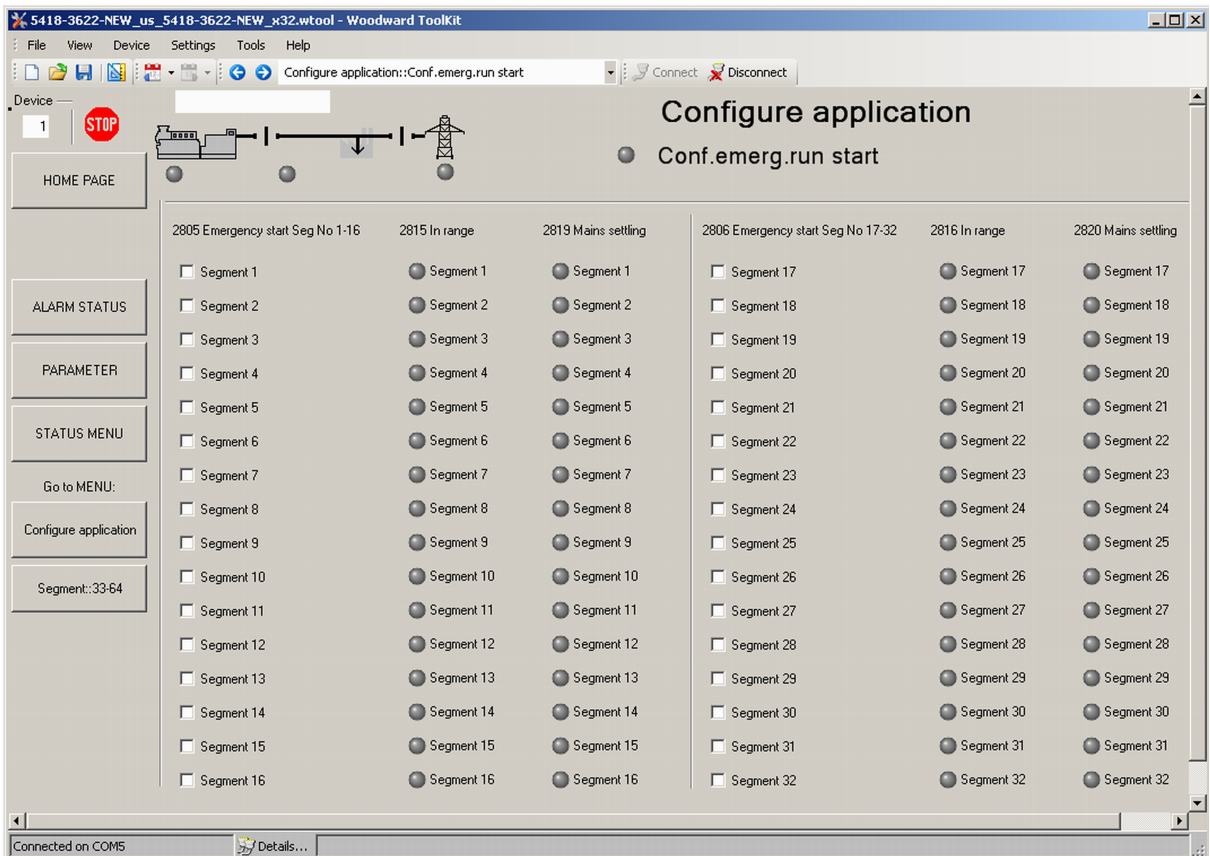 5418-3622-NEW_us_5418-3622-NEW_x32.wtool - Woodward ToolKit
File View Device Settings Tools Help
Configure application::Conf.emerg.run start Connect Disconnect
Device
1 STOP
Configure application
Conf.emerg.run start
HOME PAGE
ALARM STATUS
PARAMETER
STATUS MENU
Go to MENU:
Configure application
Segment::33-64
2805 Emergency start Seg No 1-16 2815 In range 2819 Mains settling 2806 Emergency start Seg No 17-32 2816 In range 2820 Mains settling
Segment 1 Segment 1 Segment 1 Segment 17 Segment 17 Segment 17
Segment 2 Segment 2 Segment 2 Segment 18 Segment 18 Segment 18
Segment 3 Segment 3 Segment 3 Segment 19 Segment 19 Segment 19
Segment 4 Segment 4 Segment 4 Segment 20 Segment 20 Segment 20
Segment 5 Segment 5 Segment 5 Segment 21 Segment 21 Segment 21
Segment 6 Segment 6 Segment 6 Segment 22 Segment 22 Segment 22
Segment 7 Segment 7 Segment 7 Segment 23 Segment 23 Segment 23
Segment 8 Segment 8 Segment 8 Segment 24 Segment 24 Segment 24
Segment 9 Segment 9 Segment 9 Segment 25 Segment 25 Segment 25
Segment 10 Segment 10 Segment 10 Segment 26 Segment 26 Segment 26
Segment 11 Segment 11 Segment 11 Segment 27 Segment 27 Segment 27
Segment 12 Segment 12 Segment 12 Segment 28 Segment 28 Segment 28
Segment 13 Segment 13 Segment 13 Segment 29 Segment 29 Segment 29
Segment 14 Segment 14 Segment 14 Segment 30 Segment 30 Segment 30
Segment 15 Segment 15 Segment 15 Segment 31 Segment 31 Segment 31
Segment 16 Segment 16 Segment 16 Segment 32 Segment 32 Segment 32
Connected on COM5 Details...